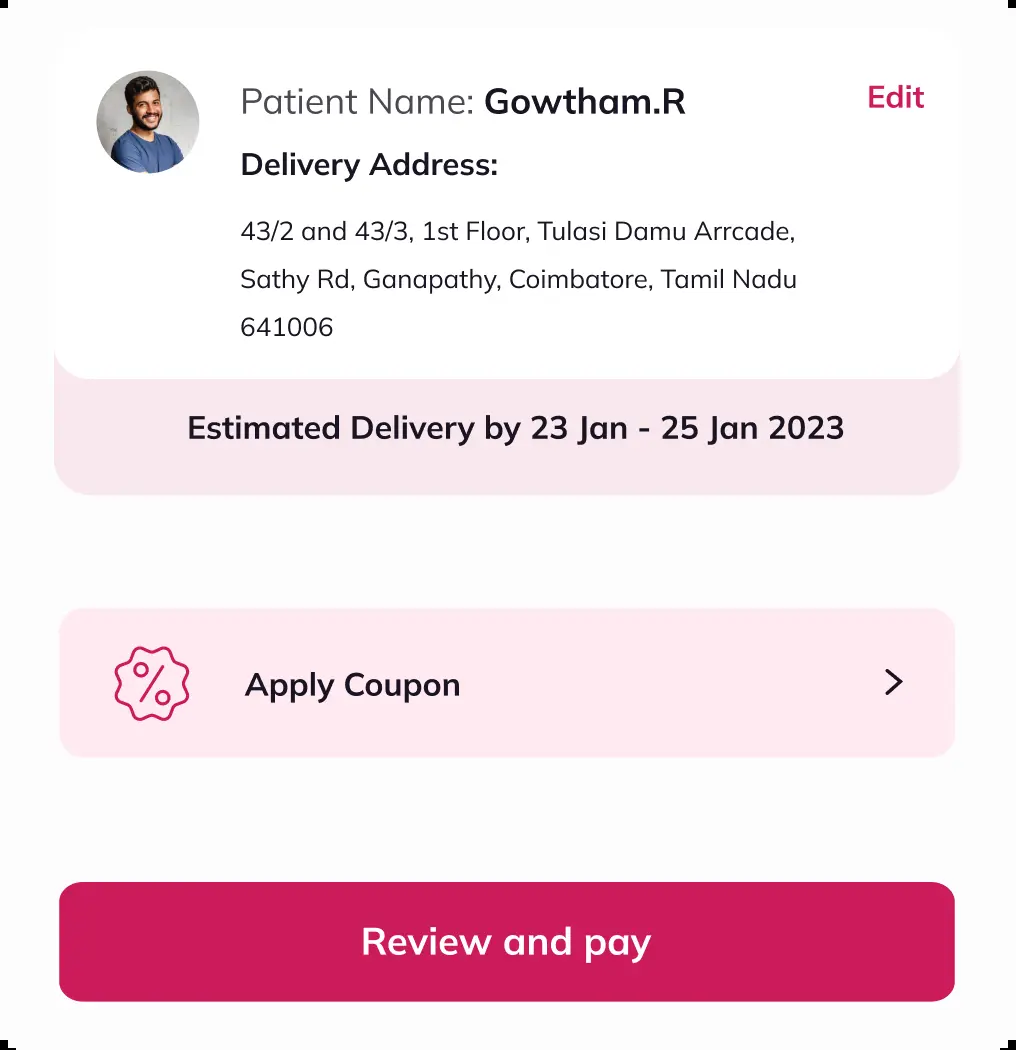 Patient Name: Gowtham.R
Edit
Delivery Address:
43/2 and 43/3, 1st Floor, Tulasi Damu Arrcade,
Sathy Rd, Ganapathy, Coimbatore, Tamil Nadu
641006
Estimated Delivery by 23 Jan - 25 Jan 2023
Apply Coupon
Review and pay